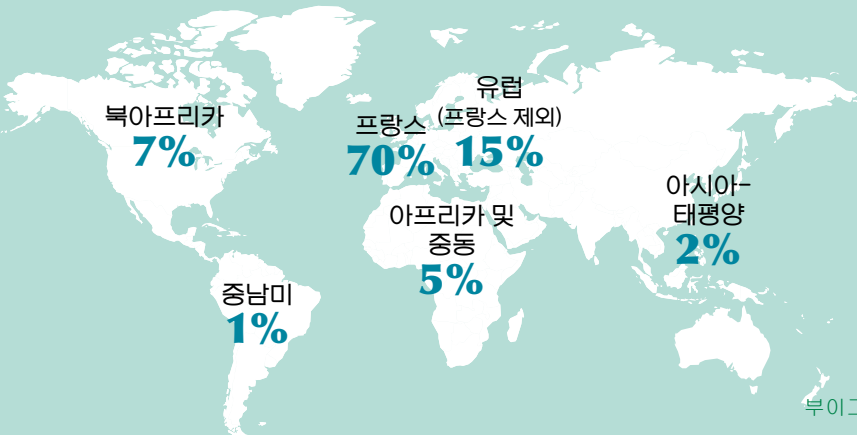 북아프리카
7%
프랑스
70%
유럽
(프랑스 제외)
15%
아프리카 및
중동
5%
아시아-
태평양
2%
중남미
1%